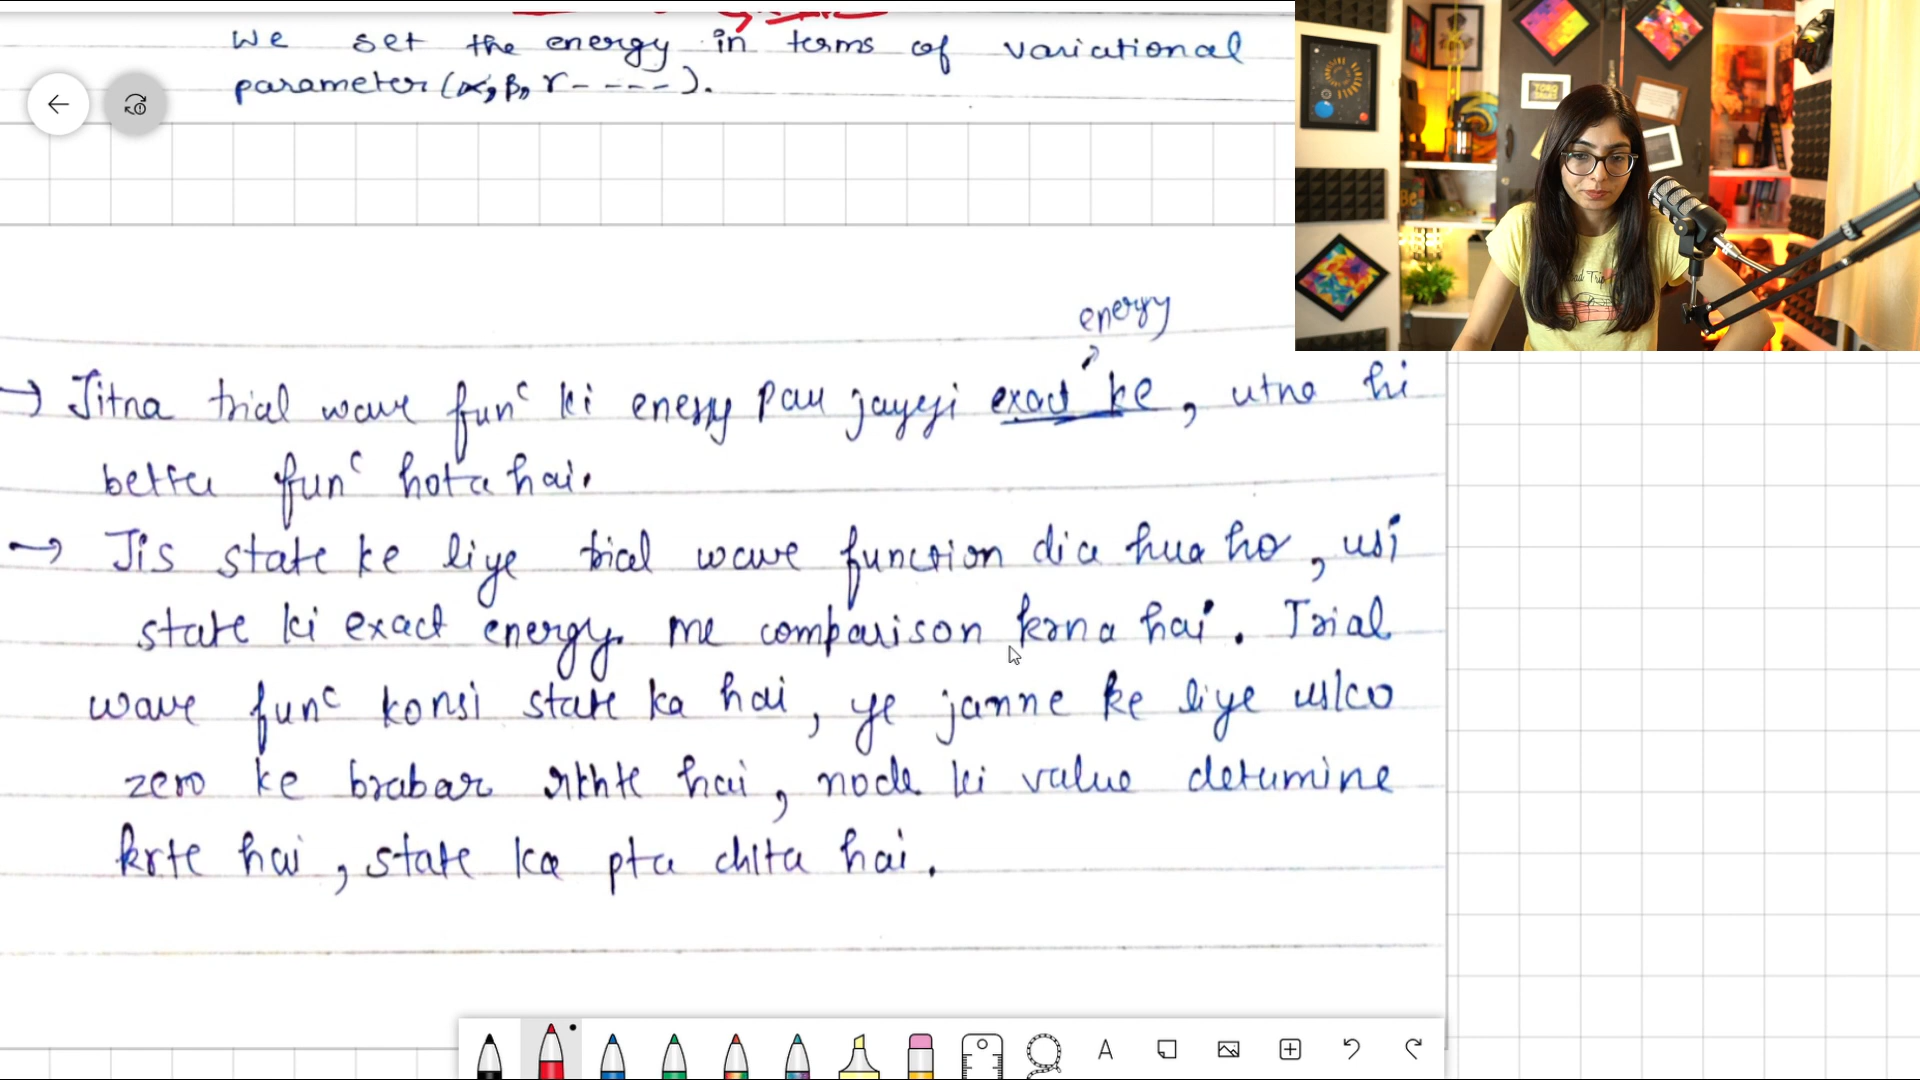 We set the energy in terms of variational
parameter (α, β, r - - - - ).
energy
→ Jitna trial wave func ki energy pass jayegi exact ke, utna hi
better func hota hai.
→ Jis state ke liye trial wave function dia hua ho, usi
state ki exact energy me comparison krna hai. Trial
wave func konsi state ka hai, ye janne ke liye usko
zero ke brabar rkhte hai, node ki value determine
krte hai, state ka pta chlta hai.
A